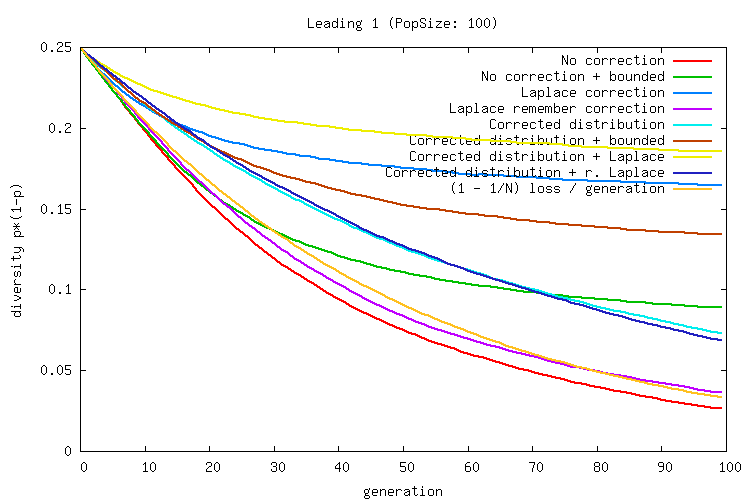 Leading 1 (PopSize: 100)
No correction
No correction + bounded
Laplace correction
Laplace remember correction
Corrected distribution
Corrected distribution + bounded
Corrected distribution + Laplace
Corrected distribution + r. Laplace
(1 - 1/N) loss / generation
0.25
0.2
0.15
0.1
0.05
0
diversity p*(1-p)
0 10 20 30 40 50 60 70 80 90 100
generation